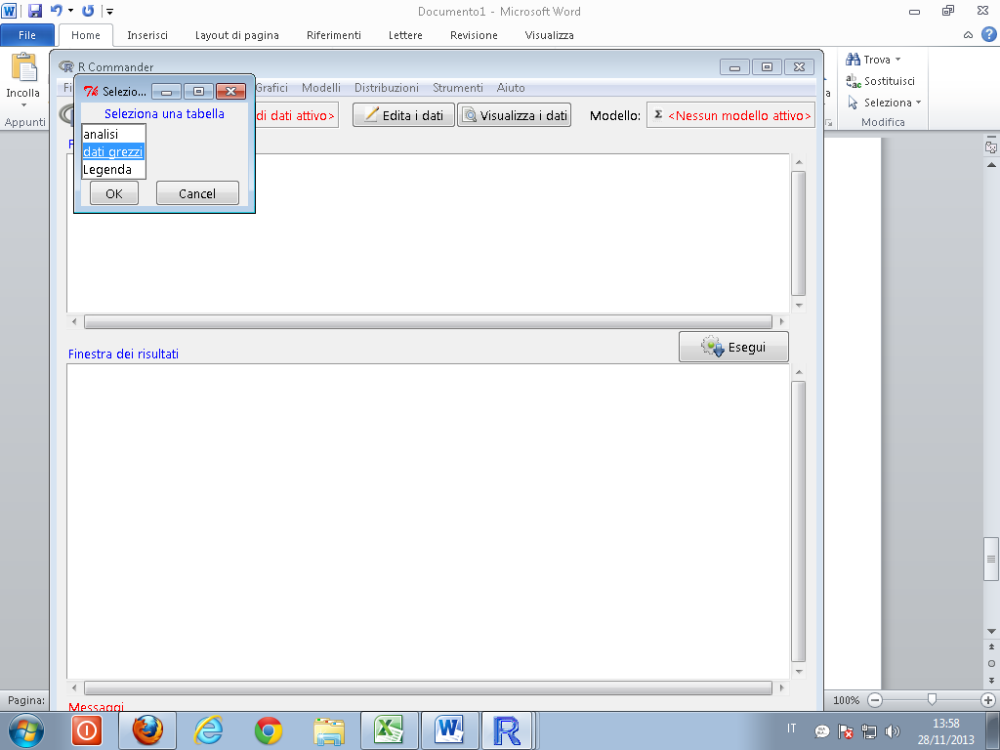 Documento1 - Microsoft Word
File Home Inserisci Layout di pagina Riferimenti Lettere Revisione Visualizza
Incolla
Appunti
Trova
Sostituisci
Seleziona
Modifica
R Commander
Grafici Modelli Distribuzioni Strumenti Aiuto
di dati attivo> Edita i dati Visualizza i dati Modello: Σ <Nessun modello attivo>
Selezio...
Seleziona una tabella
analisi
dati grezzi
Legenda
OK Cancel
Esegui
Finestra dei risultati
Messaggi
Pagina: 100%
IT 13:58
28/11/2013